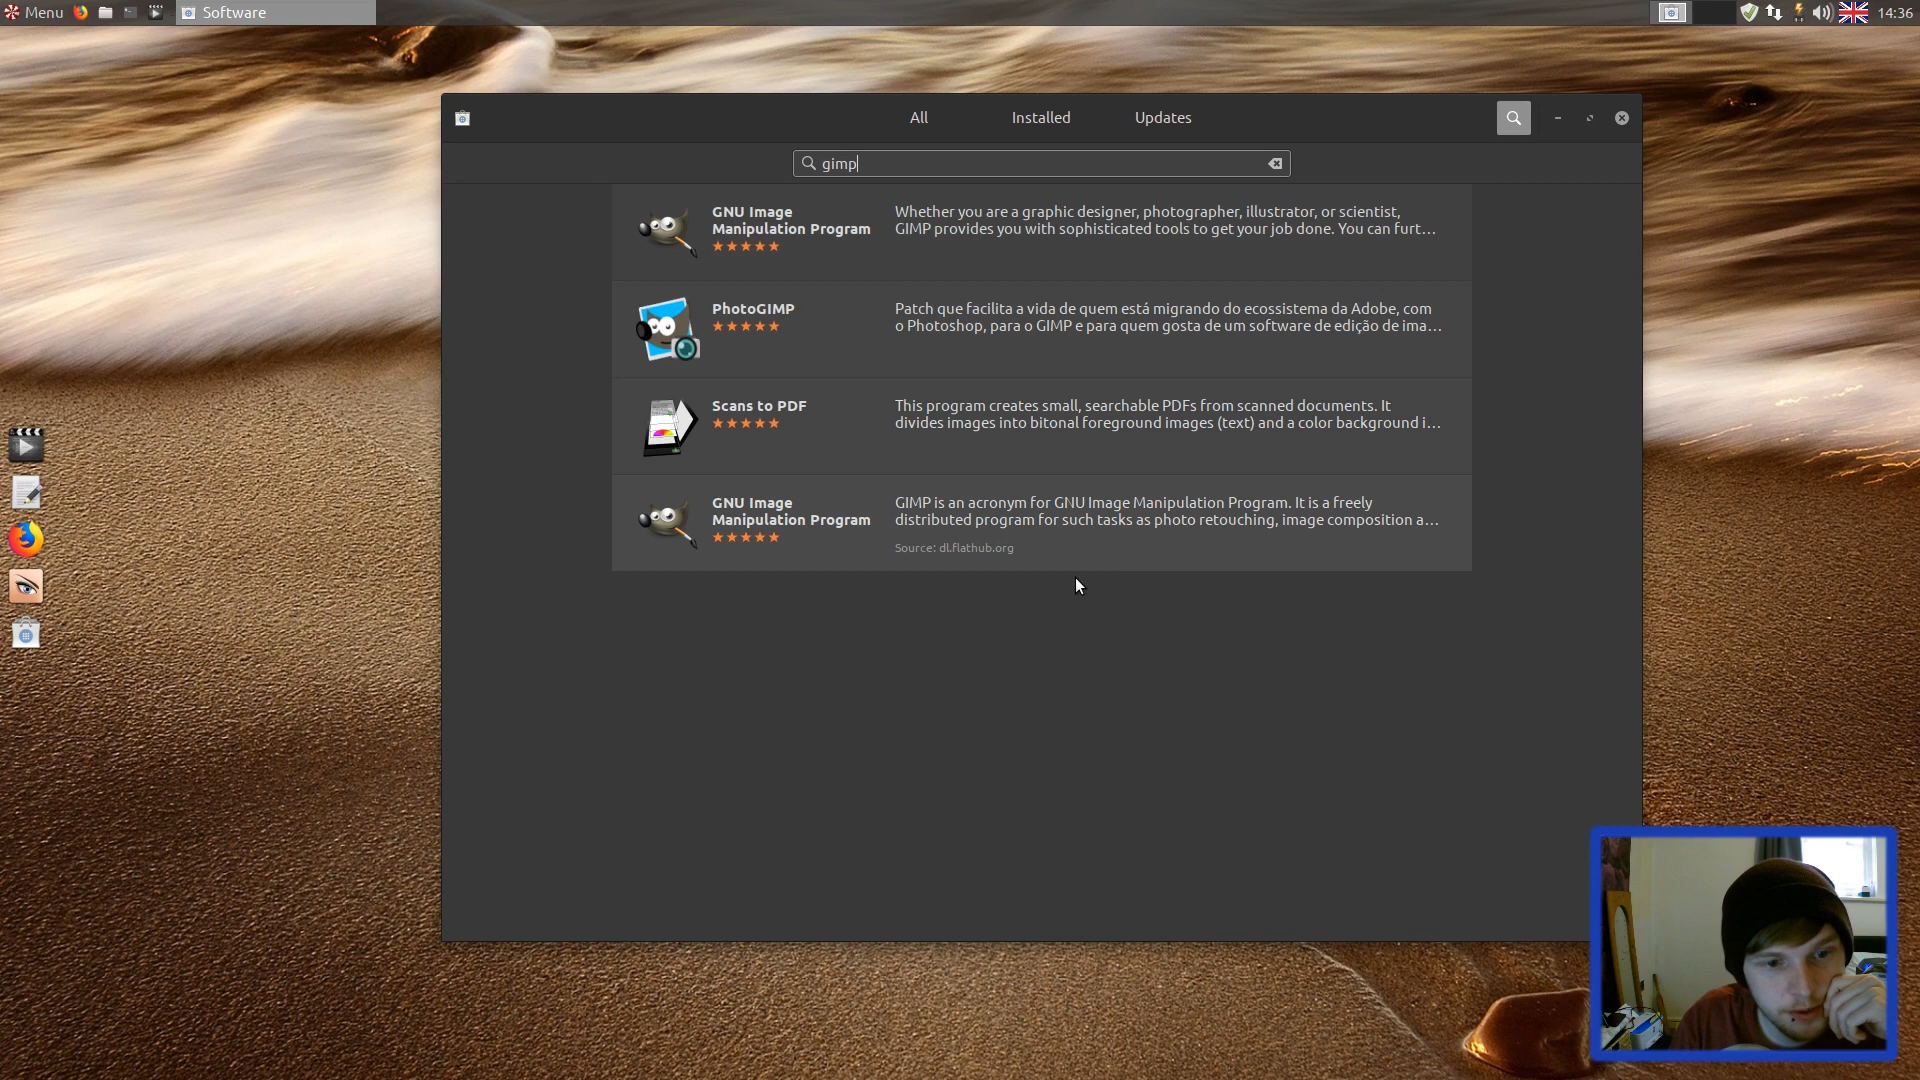 Menu
Software
14:36
All
Installed
Updates
gimp
GNU Image
Manipulation Program
Whether you are a graphic designer, photographer, illustrator, or scientist,
GIMP provides you with sophisticated tools to get your job done. You can furt…
PhotoGIMP
Patch que facilita a vida de quem está migrando do ecossistema da Adobe, com
o Photoshop, para o GIMP e para quem gosta de um software de edição de ima…
Scans to PDF
This program creates small, searchable PDFs from scanned documents. It
divides images into bitonal foreground images (text) and a color background i…
GNU Image
Manipulation Program
GIMP is an acronym for GNU Image Manipulation Program. It is a freely
distributed program for such tasks as photo retouching, image composition a…
Source: dl.flathub.org